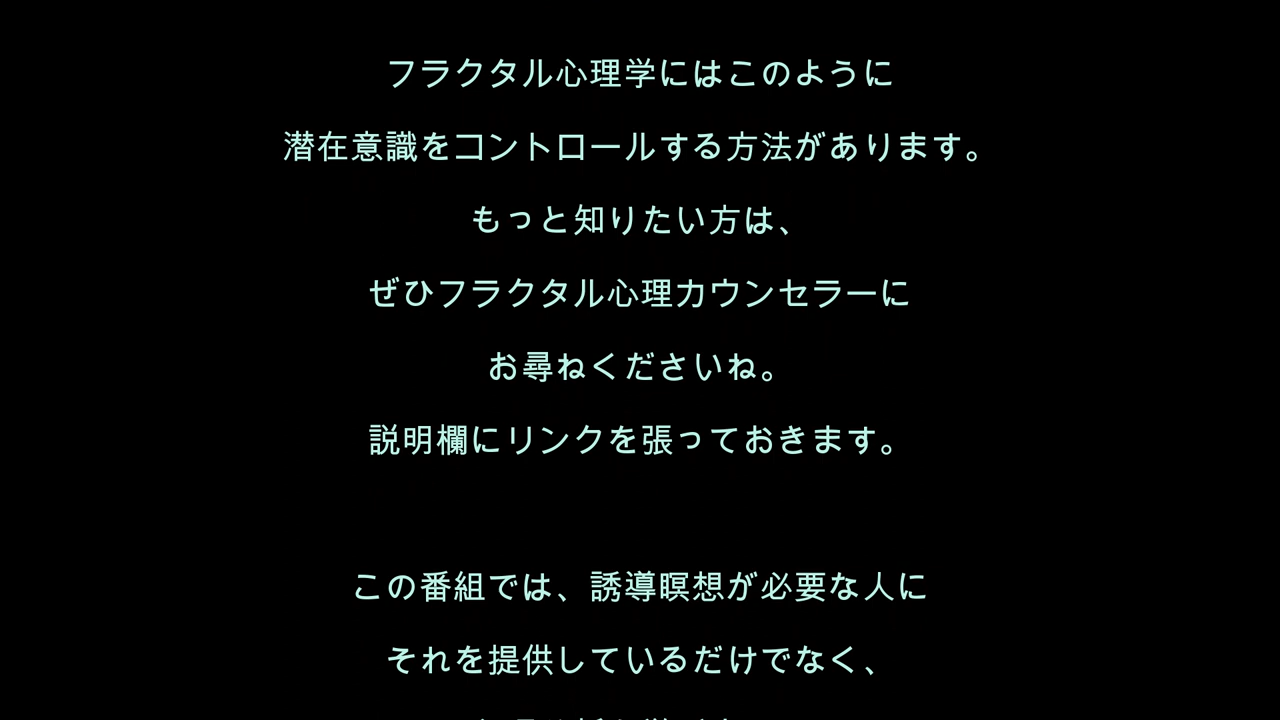 フラクタル心理学にはこのように
潜在意識をコントロールする方法があります。
もっと知りたい方は、
ぜひフラクタル心理カウンセラーに
お尋ねくださいね。
説明欄にリンクを張っておきます。
この番組では、誘導瞑想が必要な人に
それを提供しているだけでなく、